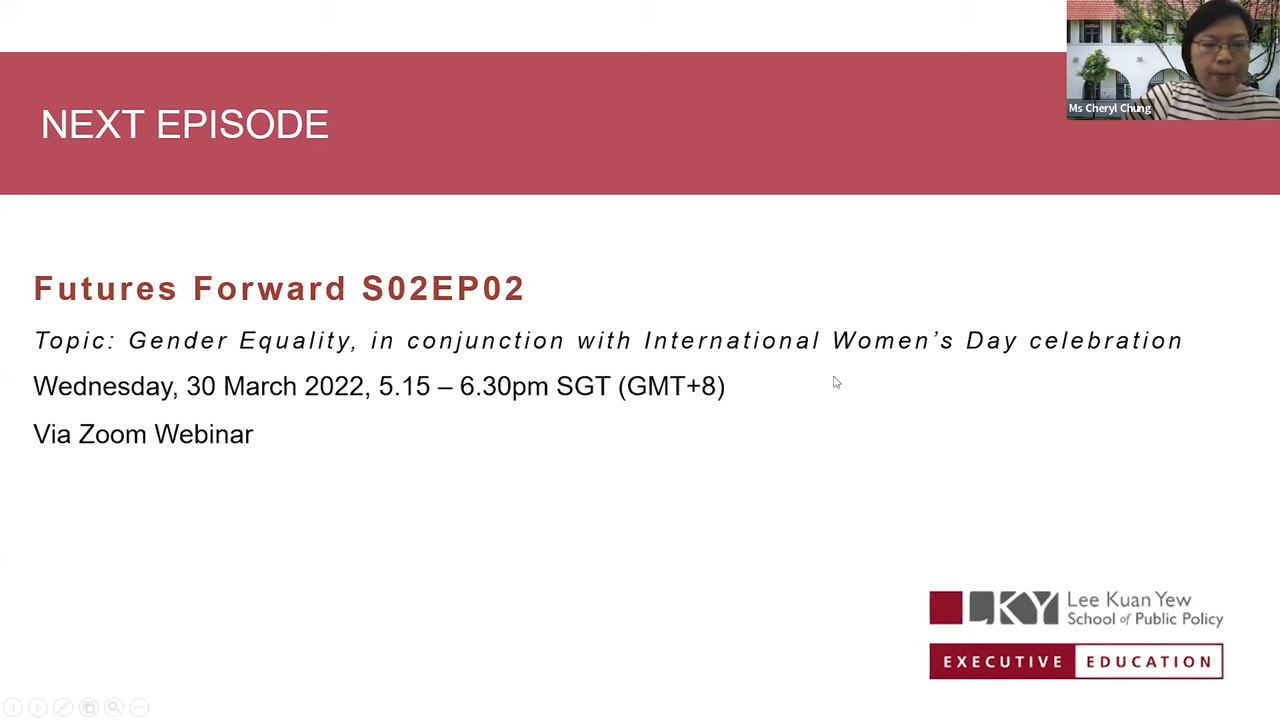 NEXT EPISODE
Ms Cheryl Chung
Futures Forward S02EP02
Topic: Gender Equality, in conjunction with International Women’s Day celebration
Wednesday, 30 March 2022, 5.15 – 6.30pm SGT (GMT+8)
Via Zoom Webinar
LKY
Lee Kuan Yew
School of Public Policy
EXECUTIVE EDUCATION